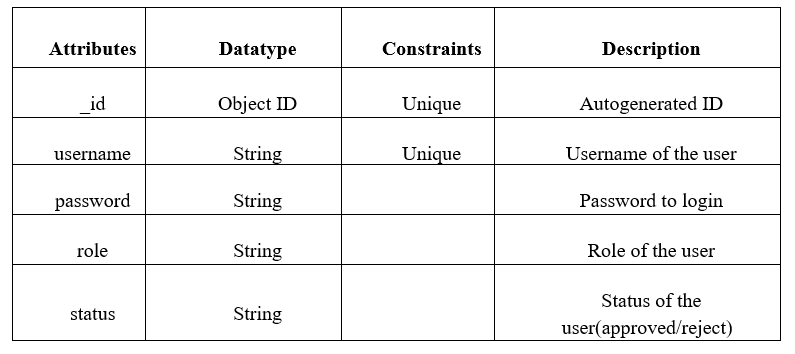 Attributes Datatype Constraints Description
_id Object ID Unique Autogenerated ID
username String Unique Username of the user
password String Password to login
role String Role of the user
status String Status of the
user(approved/reject)